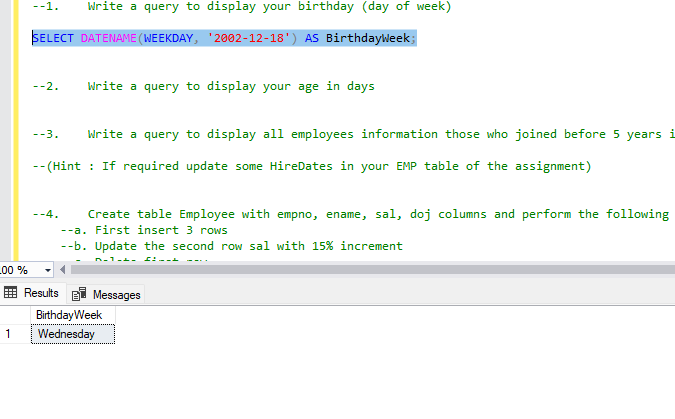 --1. Write a query to display your birthday (day of week)
SELECT DATENAME(WEEKDAY, '2002-12-18') AS BirthdayWeek;
--2. Write a query to display your age in days
--3. Write a query to display all employees information those who joined before 5 years i
--(Hint : If required update some HireDates in your EMP table of the assignment)
--4. Create table Employee with empno, ename, sal, doj columns and perform the following
--a. First insert 3 rows
--b. Update the second row sal with 15% increment
Delete first row
.00 %
Results Messages
BirthdayWeek
1 Wednesday